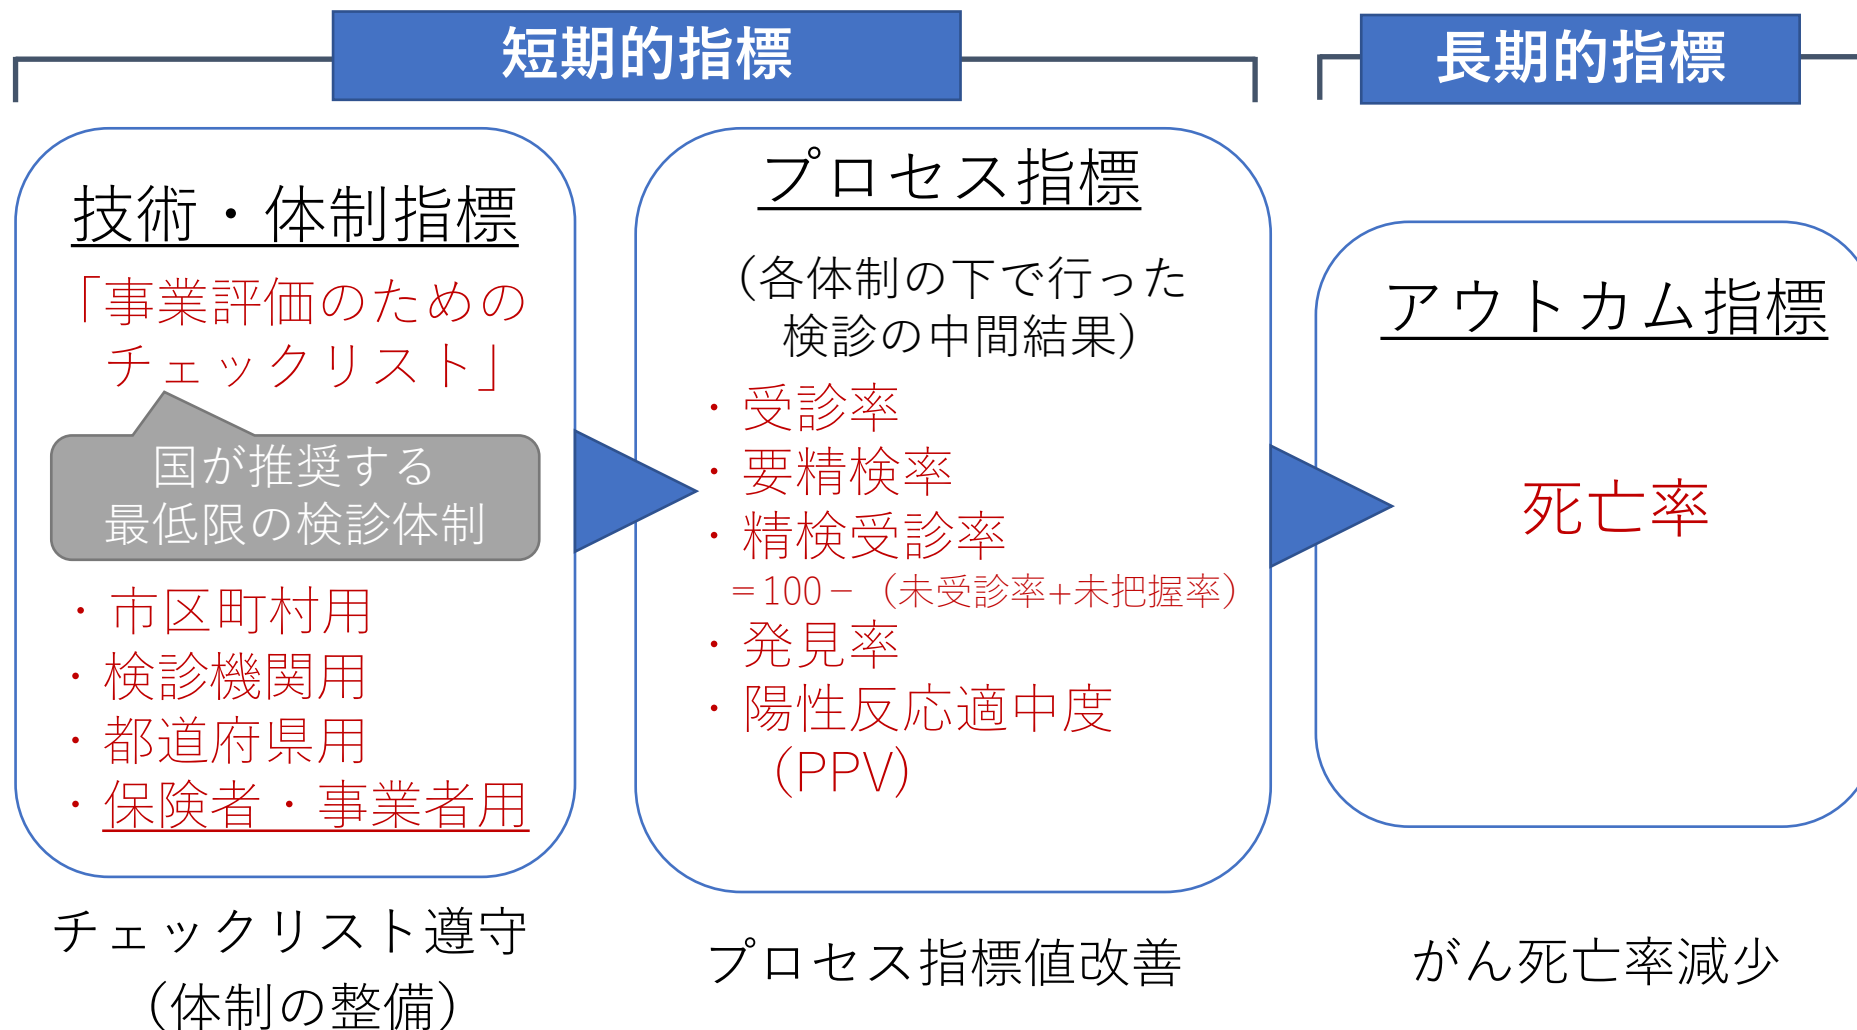 短期的指標
長期的指標
技術・体制指標
「事業評価のための
チェックリスト」
国が推奨する
最低限の検診体制
・市区町村用
・検診機関用
・都道府県用
・保険者・事業者用
チェックリスト遵守
（体制の整備）
プロセス指標
（各体制の下で行った
検診の中間結果）
・受診率
・要精検率
・精検受診率
＝100－（未受診率+未把握率）
・発見率
・陽性反応適中度
（PPV）
プロセス指標値改善
アウトカム指標
死亡率
がん死亡率減少